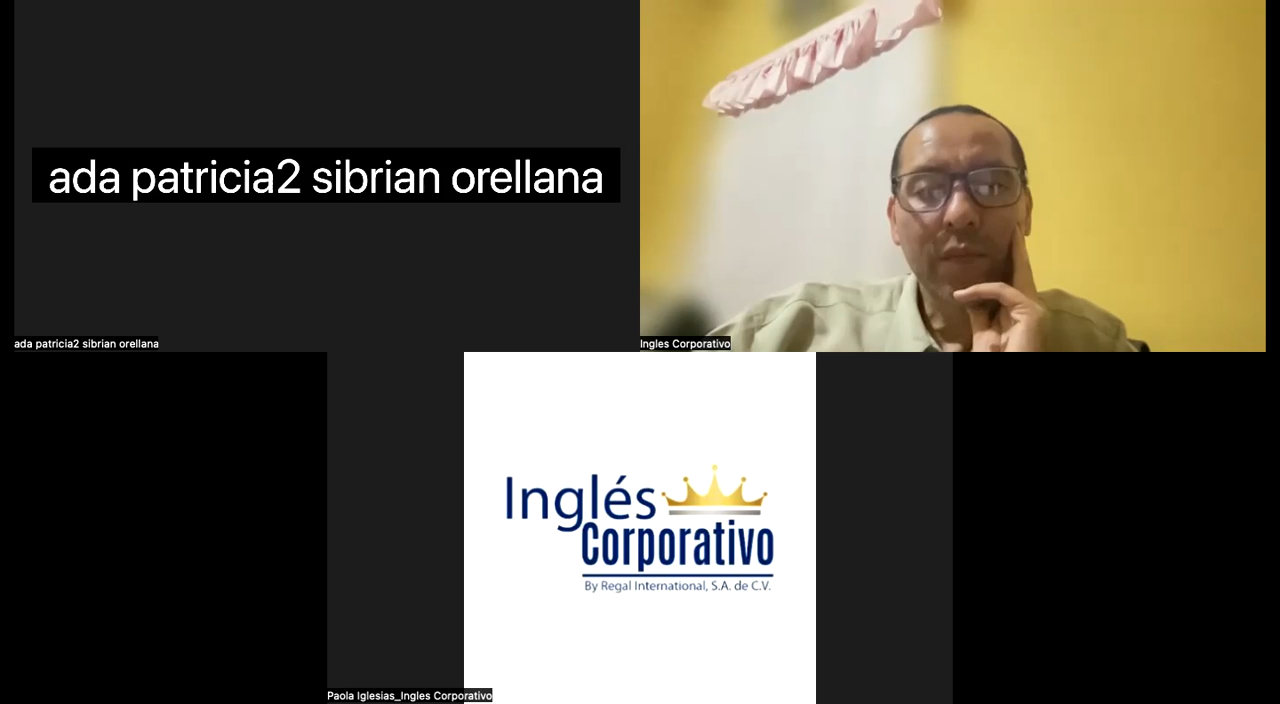 ada patricia2 sibrian orellana
ada patricia2 sibrian orellana
Ingles Corporativo
Inglés
Corporativo
By Regal International, S.A. de C.V.
Paola Iglesias_Ingles Corporativo